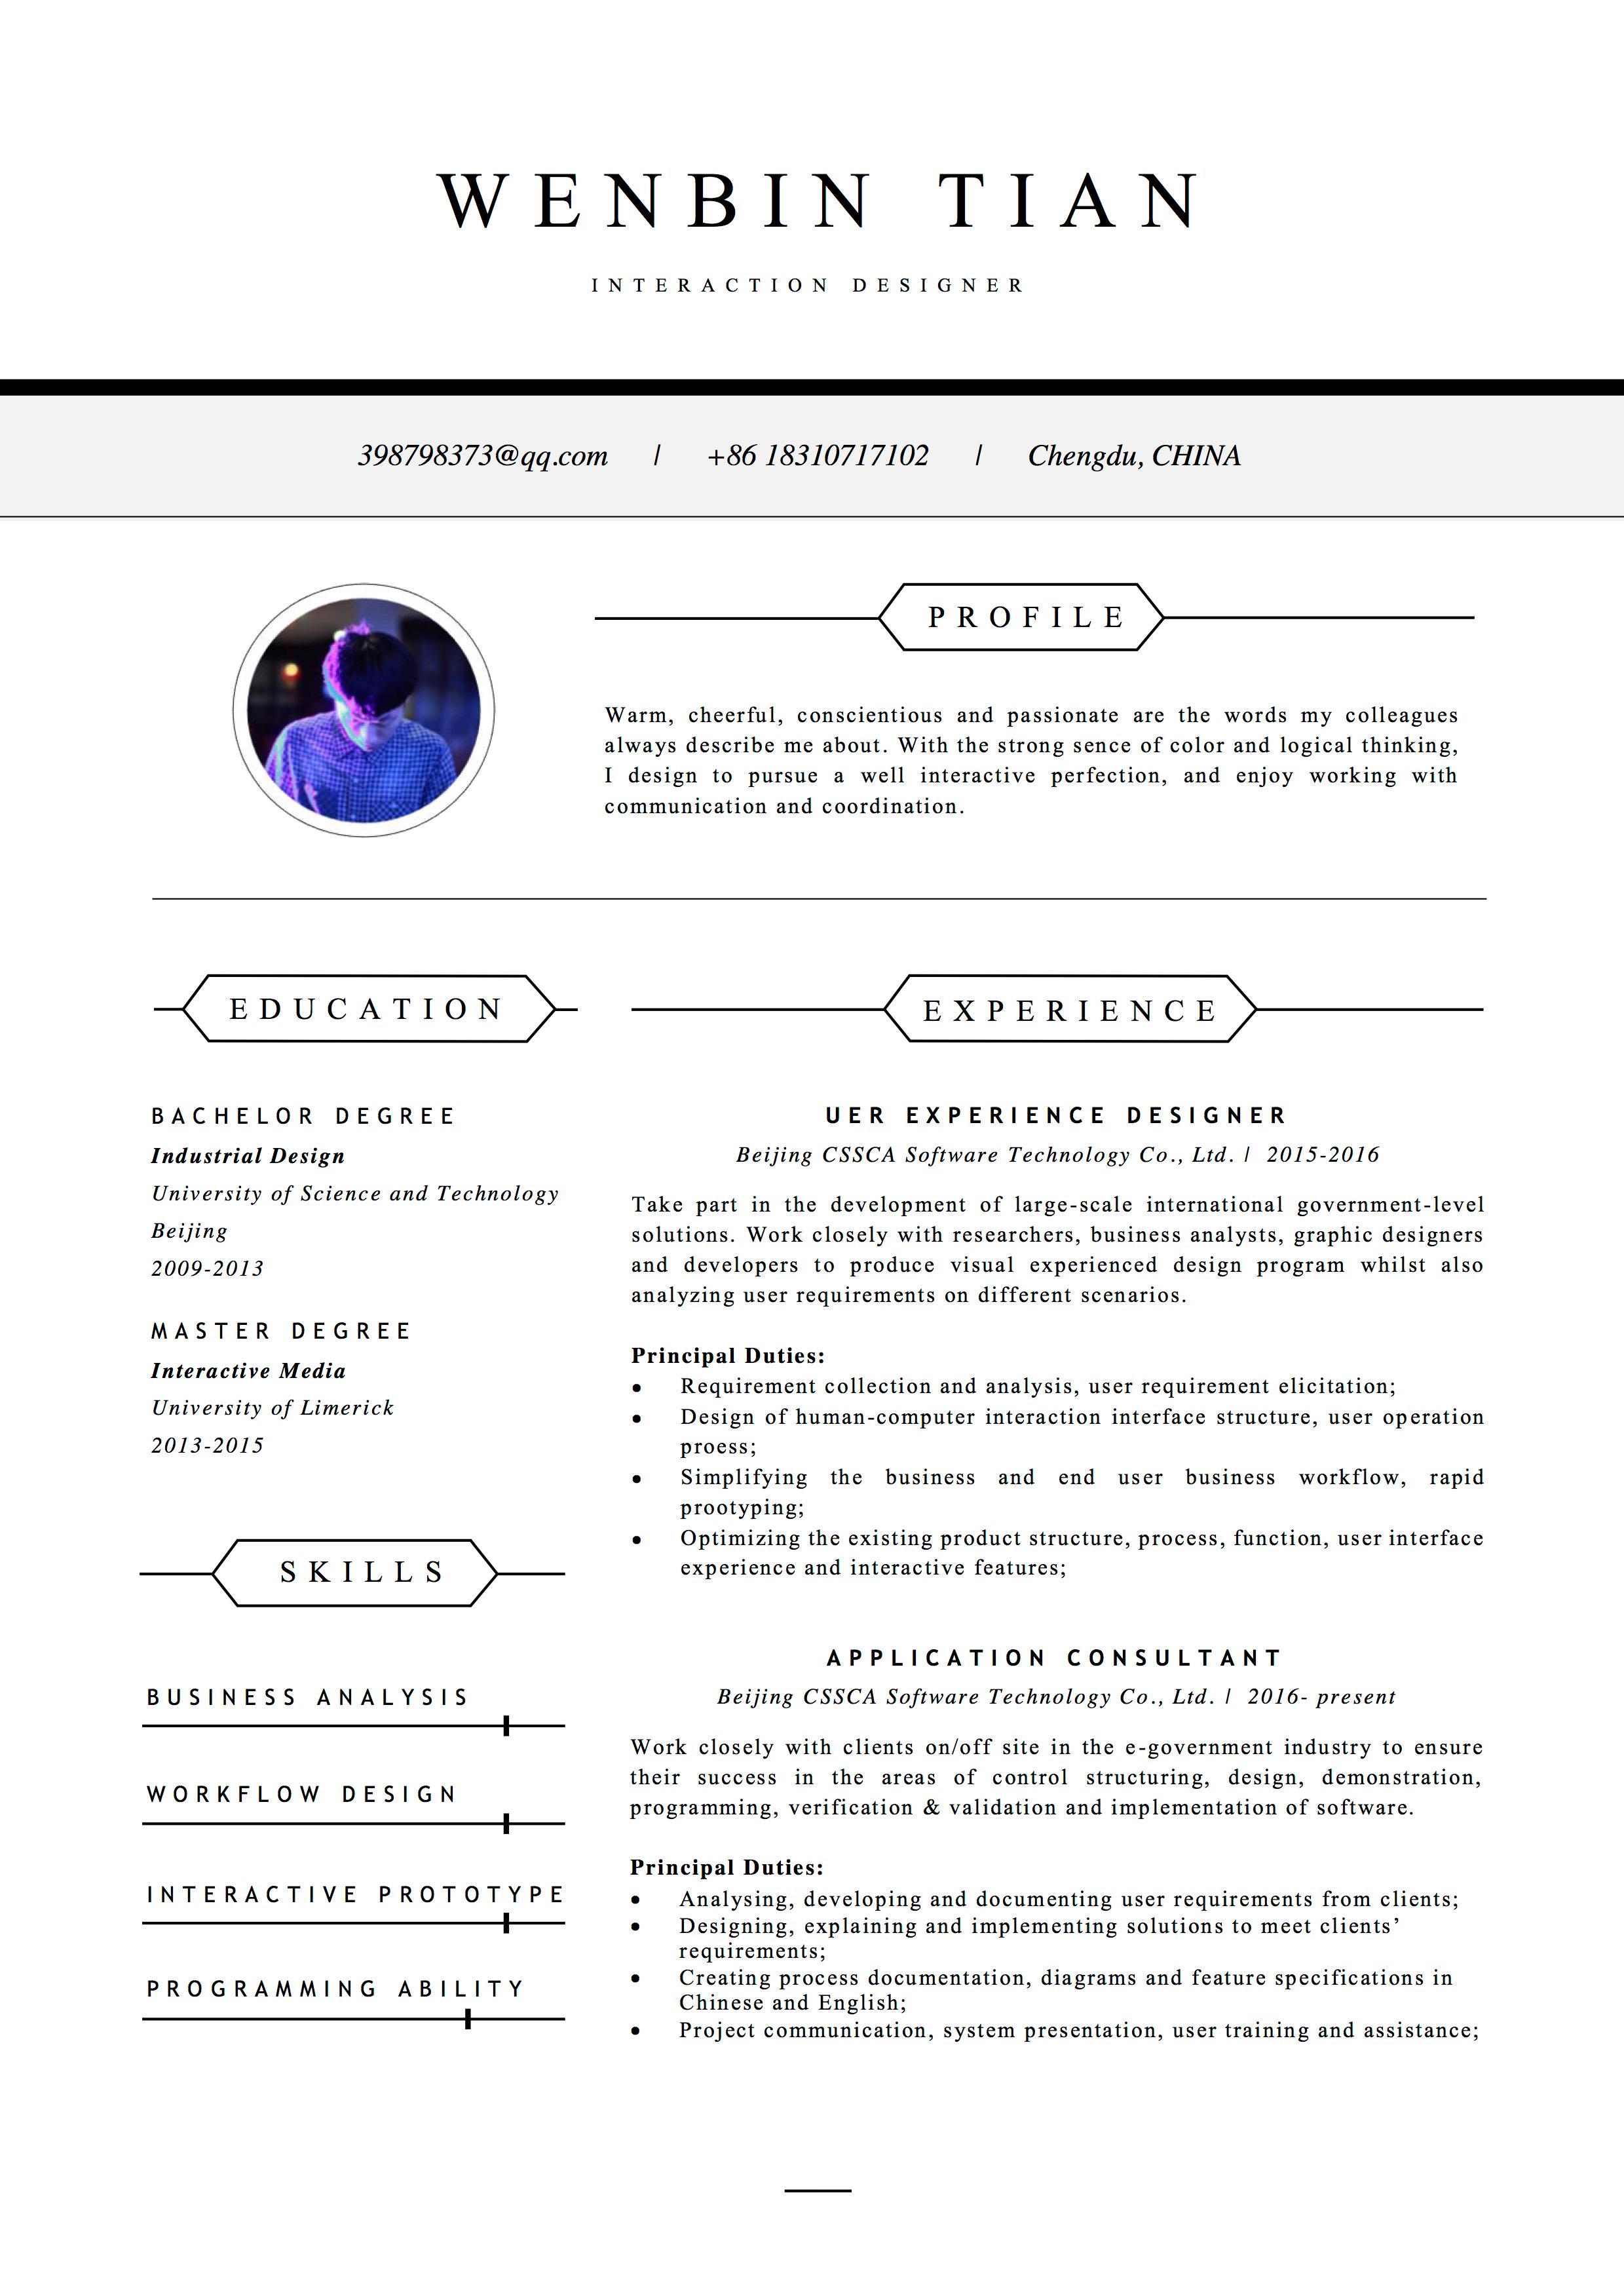 WENBIN TIAN
INTERACTION DESIGNER
398798373@qq.com / +86 18310717102 / Chengdu, CHINA
PROFILE
Warm, cheerful, conscientious and passionate are the words my colleagues
always describe me about. With the strong sence of color and logical thinking,
I design to pursue a well interactive perfection, and enjoy working with
communication and coordination.
EDUCATION
BACHELOR DEGREE
Industrial Design
University of Science and Technology
Beijing
2009-2013
MASTER DEGREE
Interactive Media
University of Limerick
2013-2015
SKILLS
BUSINESS ANALYSIS
WORKFLOW DESIGN
INTERACTIVE PROTOTYPE
PROGRAMMING ABILITY
EXPERIENCE
UER EXPERIENCE DESIGNER
Beijing CSSCA Software Technology Co., Ltd. / 2015-2016
Take part in the development of large-scale international government-level
solutions. Work closely with researchers, business analysts, graphic designers
and developers to produce visual experienced design program whilst also
analyzing user requirements on different scenarios.
Principal Duties:
• Requirement collection and analysis, user requirement elicitation;
• Design of human-computer interaction interface structure, user operation
proess;
• Simplifying the business and end user business workflow, rapid
prootyping;
• Optimizing the existing product structure, process, function, user interface
experience and interactive features;
APPLICATION CONSULTANT
Beijing CSSCA Software Technology Co., Ltd. / 2016- present
Work closely with clients on/off site in the e-government industry to ensure
their success in the areas of control structuring, design, demonstration,
programming, verification & validation and implementation of software.
Principal Duties:
• Analysing, developing and documenting user requirements from clients;
• Designing, explaining and implementing solutions to meet clients’
requirements;
• Creating process documentation, diagrams and feature specifications in
Chinese and English;
• Project communication, system presentation, user training and assistance;